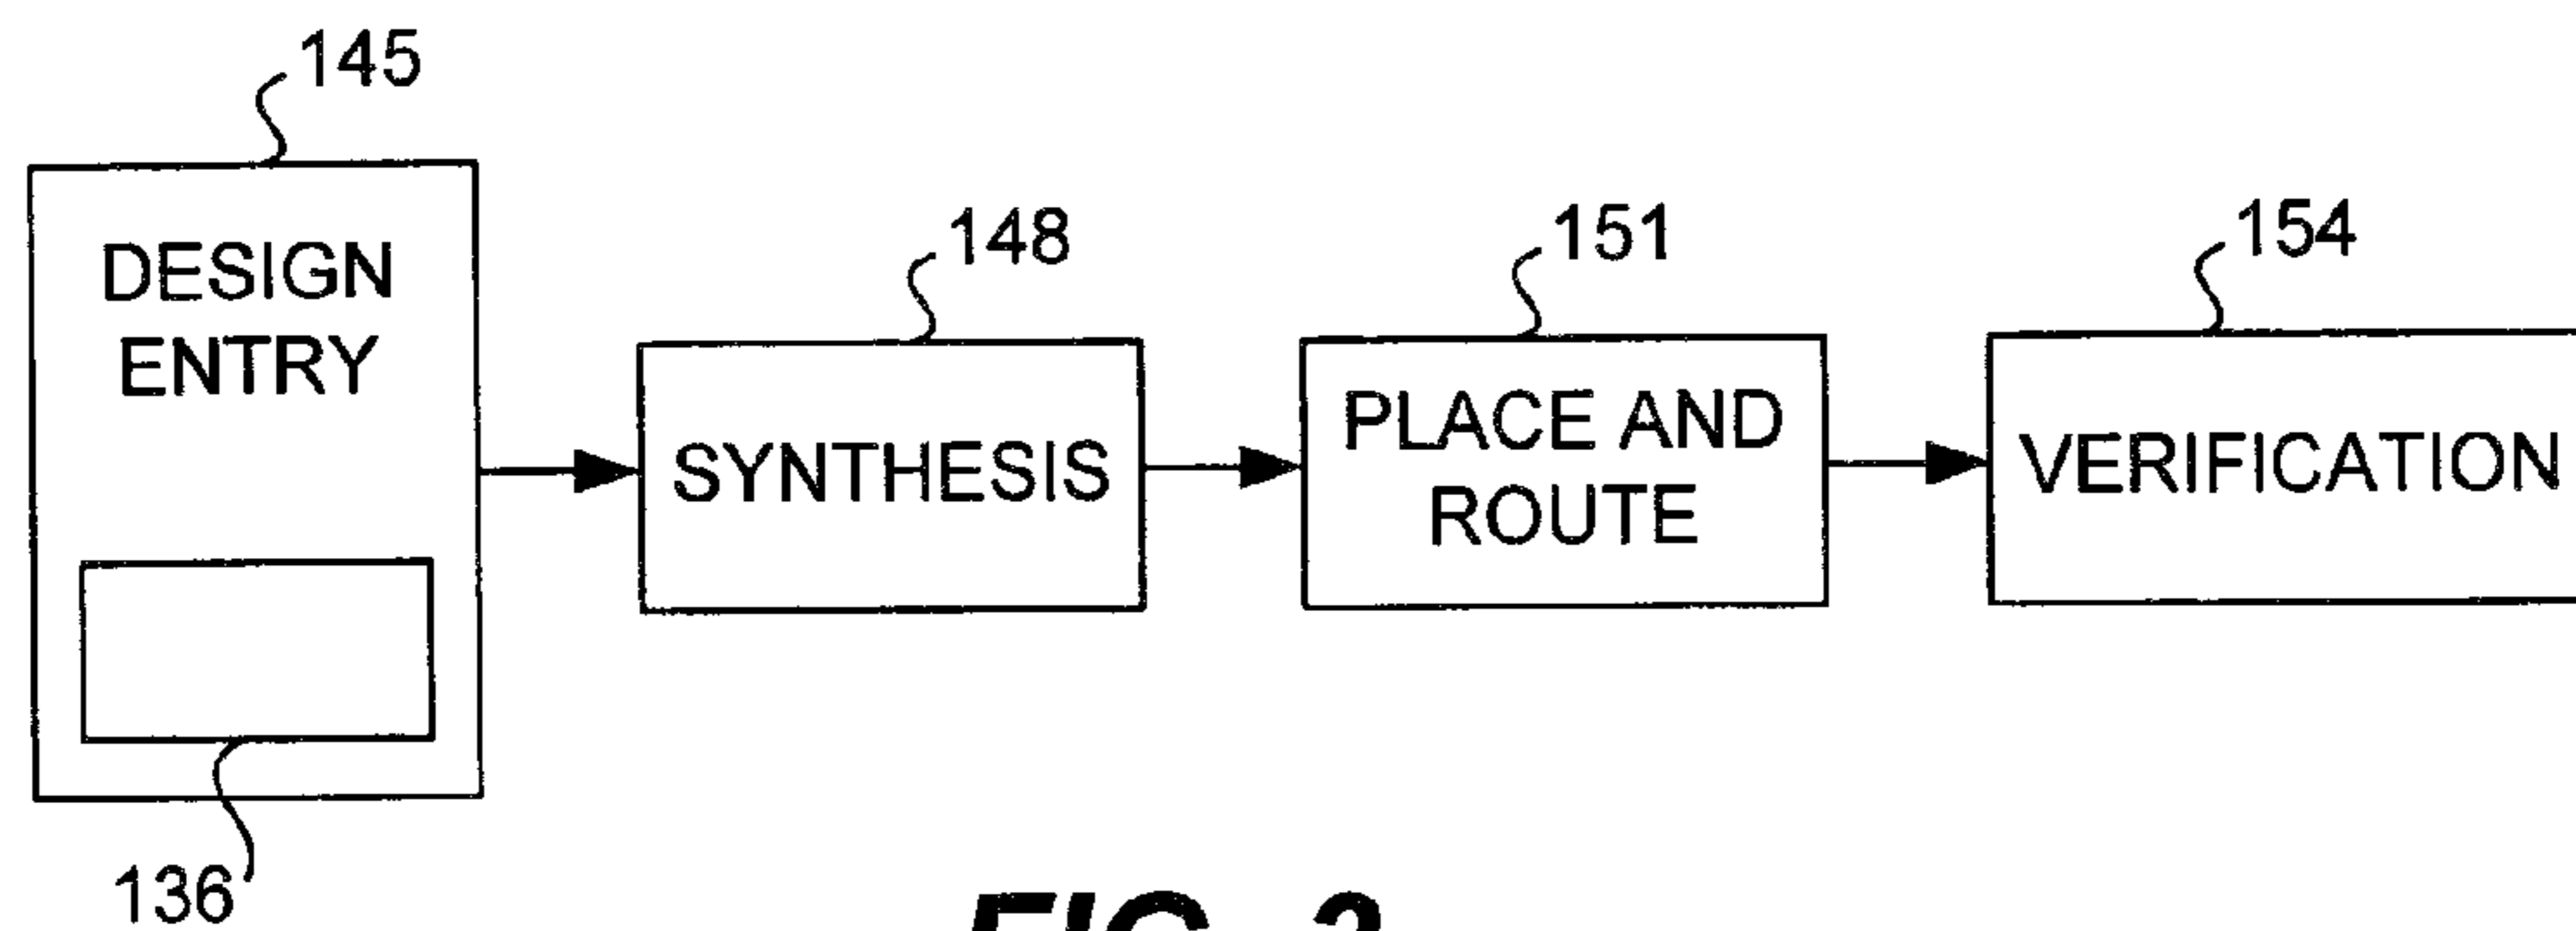 145
148
151
154
DESIGN
ENTRY
SYNTHESIS
PLACE AND
ROUTE
VERIFICATION
136